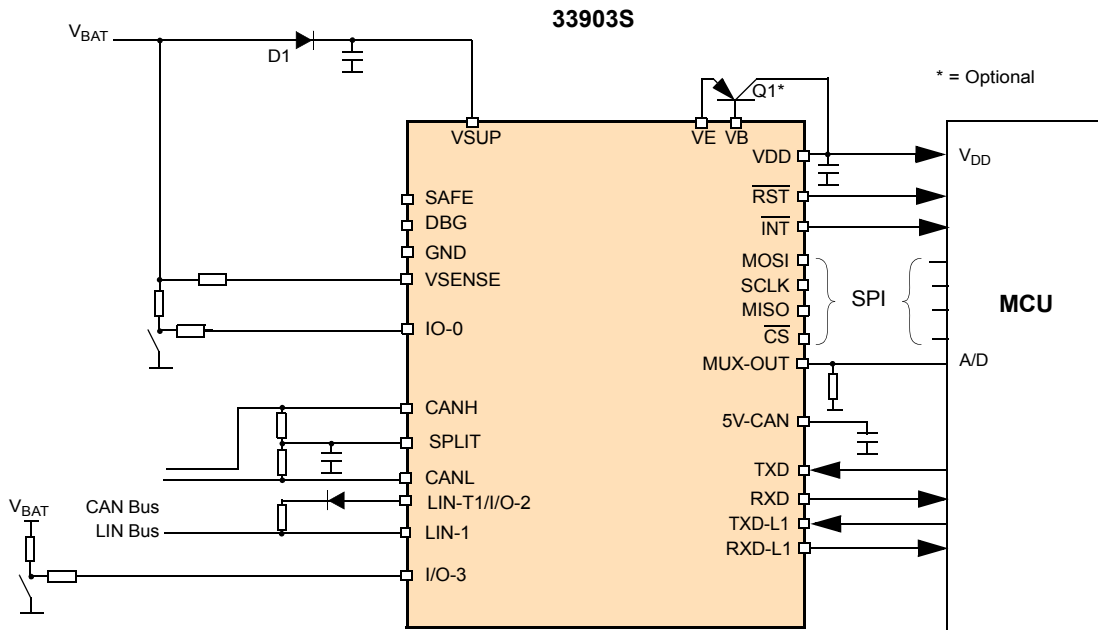 33903S
VBAT
D1
Q1*
* = Optional
VSUP
VE
VB
VDD
VDD
SAFE
RST
DBG
INT
GND
MOSI
VSENSE
SCLK
SPI
MCU
MISO
IO-0
CS
MUX-OUT
A/D
CANH
5V-CAN
SPLIT
TXD
CANL
LIN-T1/I/O-2
RXD
VBAT
CAN Bus
LIN Bus
LIN-1
TXD-L1
RXD-L1
I/O-3